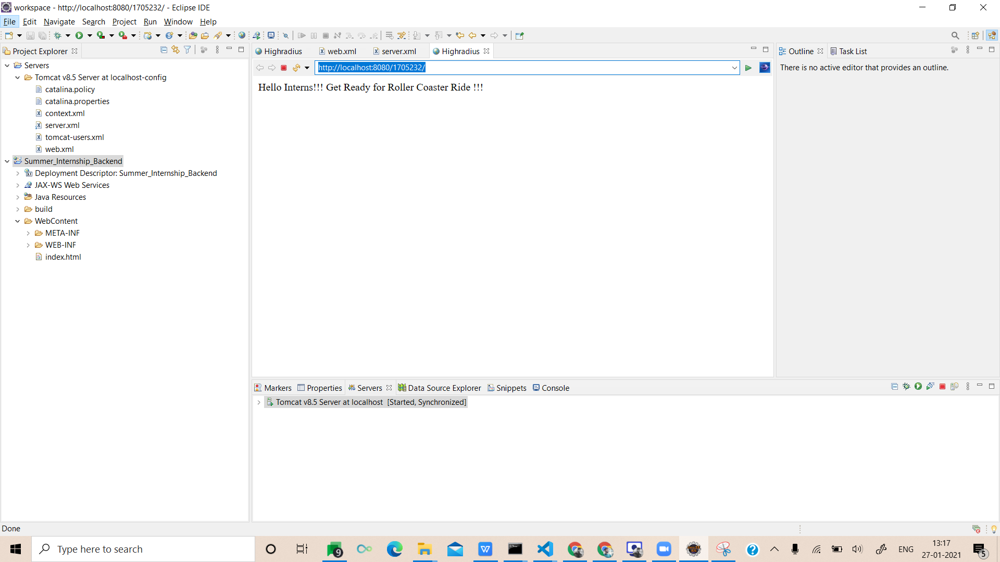 workspace - http://localhost:8080/1705232/ - Eclipse IDE
File Edit Navigate Search Project Run Window Help
Project Explorer
Servers
Tomcat v8.5 Server at localhost-config
catalina.policy
catalina.properties
context.xml
server.xml
tomcat-users.xml
web.xml
Summer_Internship_Backend
Deployment Descriptor: Summer_Internship_Backend
JAX-WS Web Services
Java Resources
build
WebContent
META-INF
WEB-INF
index.html
Highradius web.xml server.xml Highradius
http://localhost:8080/1705232/
Hello Interns!!! Get Ready for Roller Coaster Ride !!!
Outline Task List
There is no active editor that provides an outline.
Markers Properties Servers Data Source Explorer Snippets Console
Tomcat v8.5 Server at localhost [Started, Synchronized]
Done
Type here to search
9
ENG
13:17
27-01-2021
5